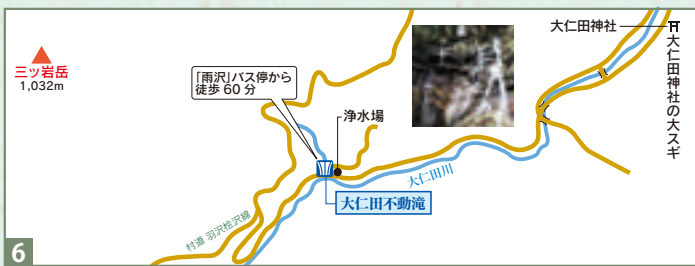 三ッ岩岳
1,032m
「雨沢」バス停から
徒歩 60 分
浄水場
大仁田神社
大仁田神社の大スギ
大仁田川
大仁田不動滝
村道 羽沢桧沢線
6